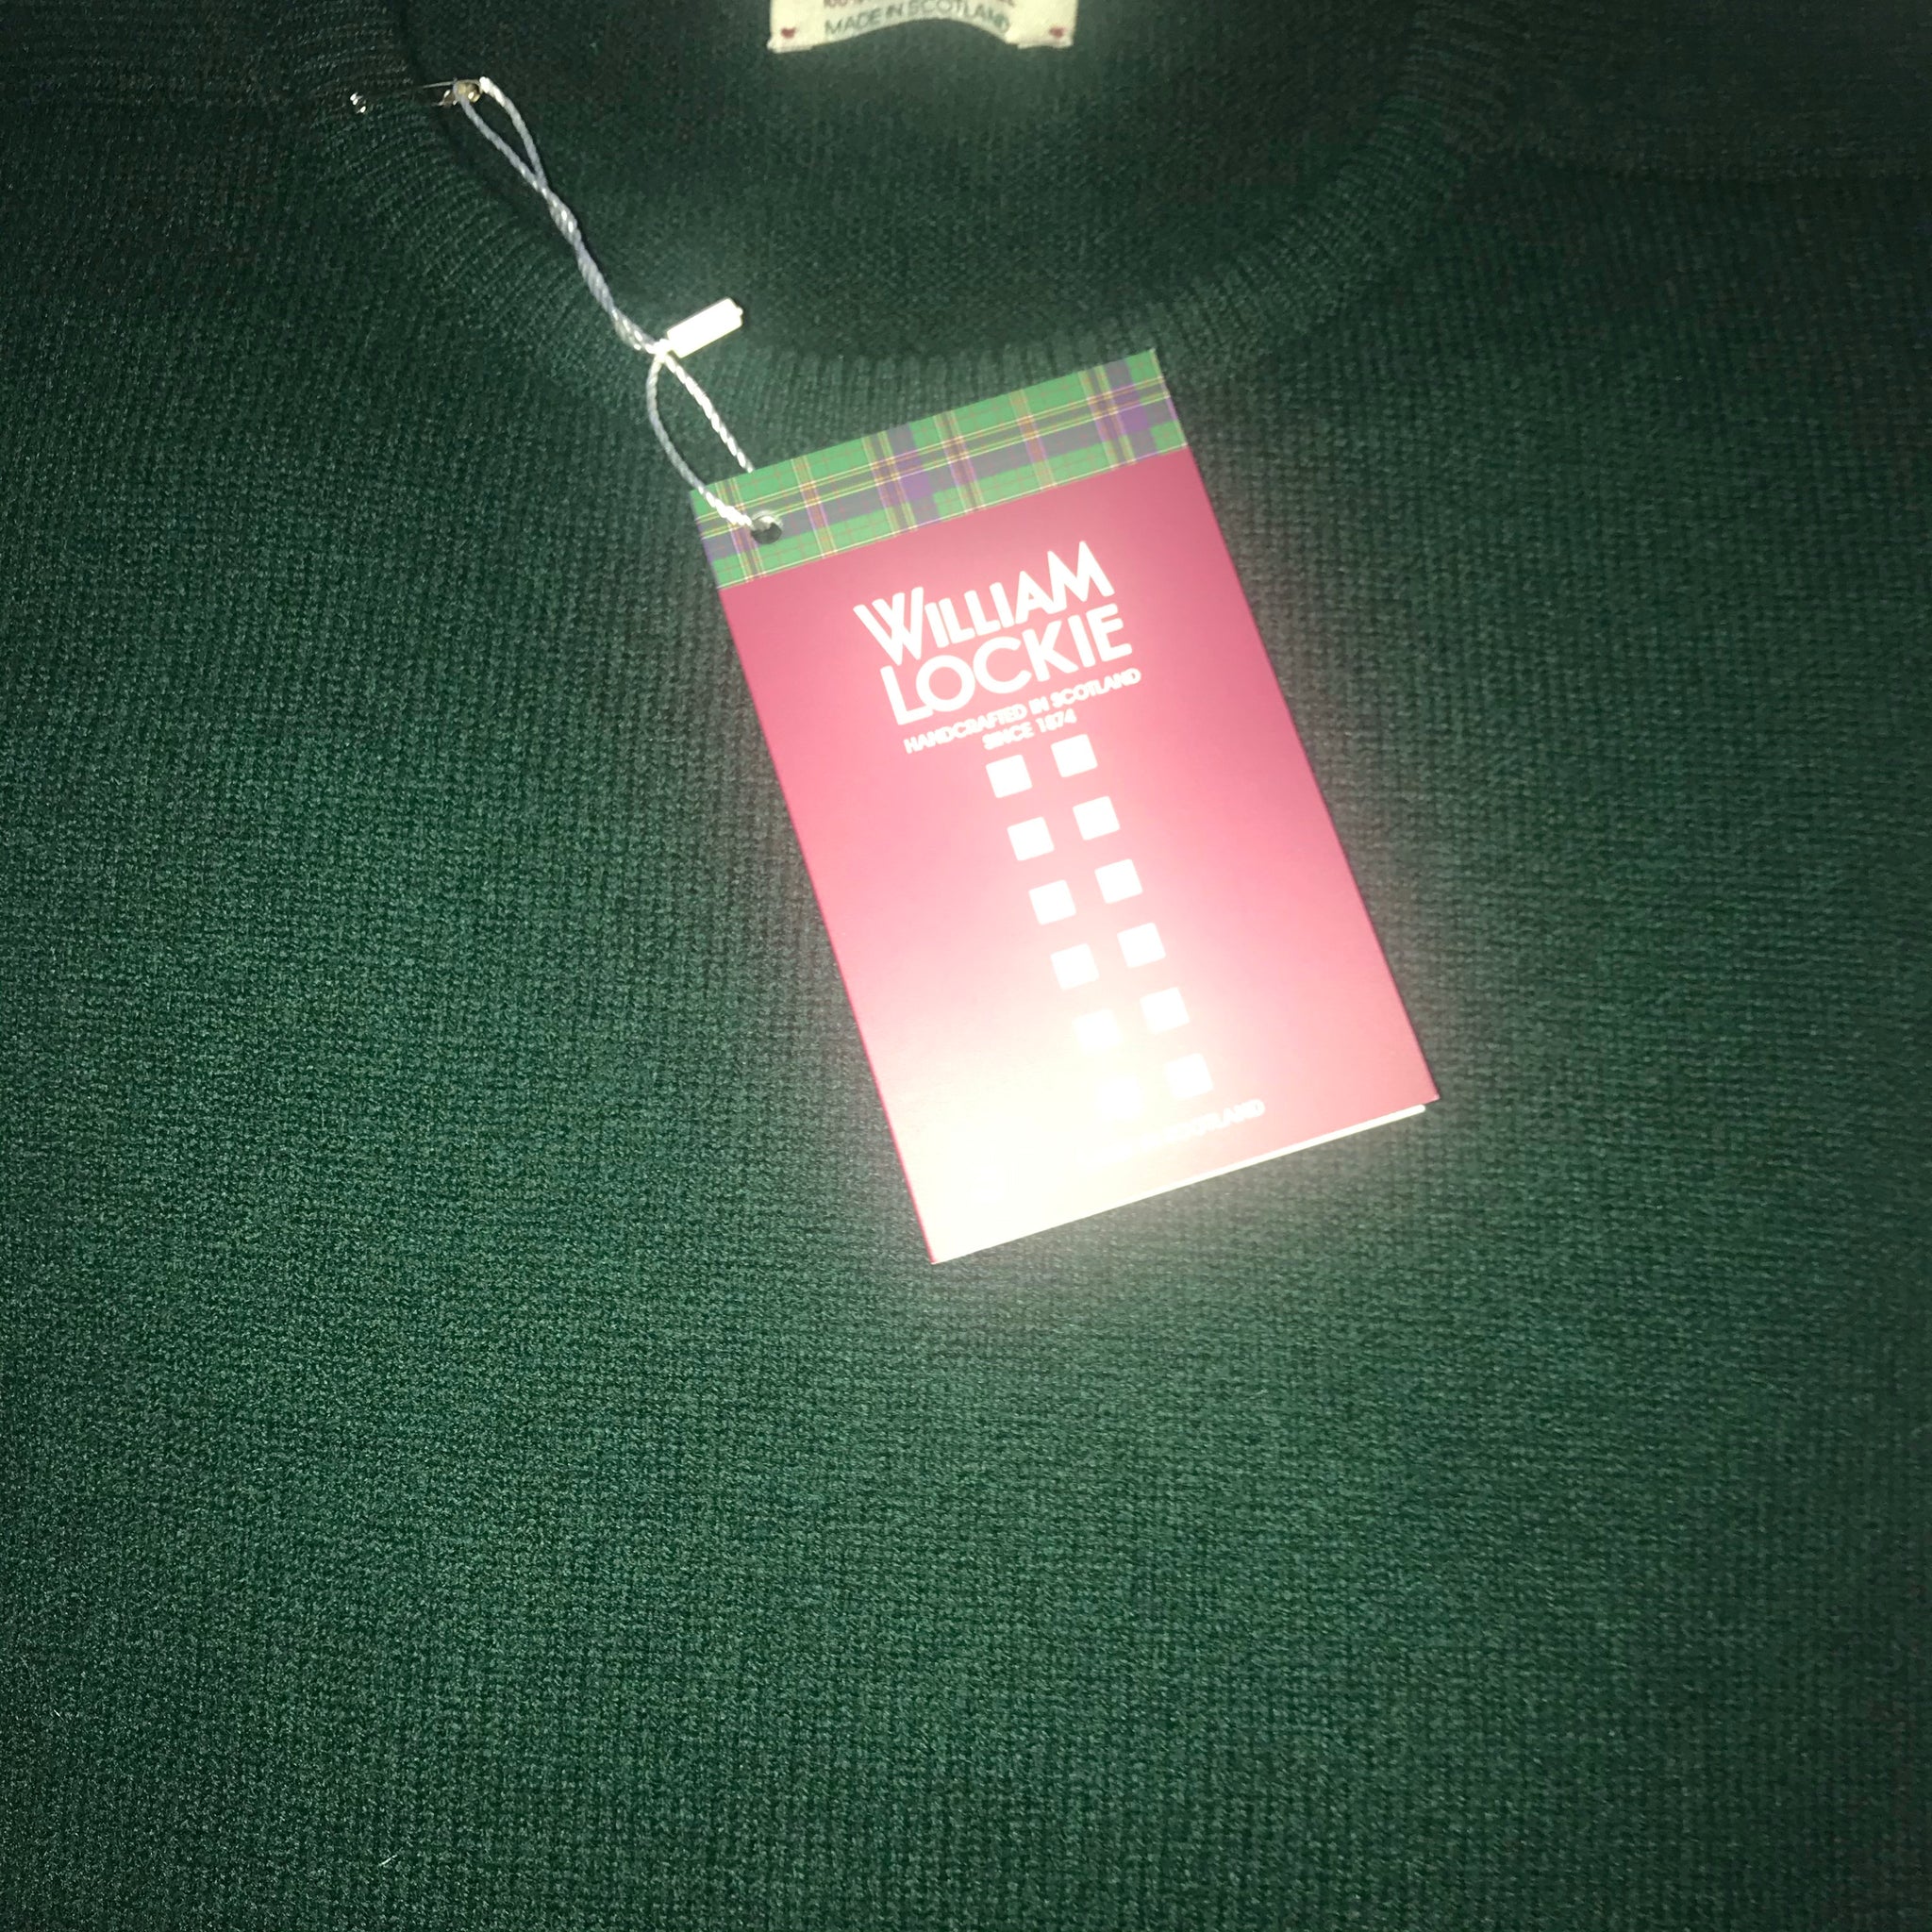 MADE IN SCOTLAND
WILLIAM
LOCKIE
HANDCRAFTED IN SCOTLAND
SINCE 1874